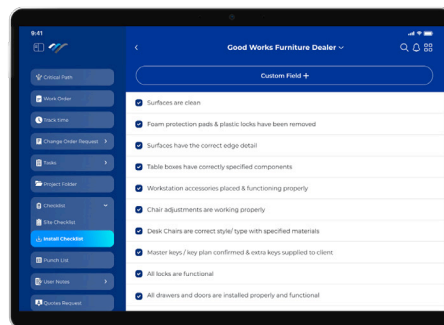 9:41
Good Works Furniture Dealer
Critical Path
Work Order
Track time
Change Order Request
Tasks
Project Folder
Checklist
Site Checklist
Install Checklist
Punch List
User Notes
Quotes Request
Custom Field +
Surfaces are clean
Foam protection pads & plastic locks have been removed
Surfaces have the correct edge detail
Table boxes have correctly specified components
Workstation accessories placed & functioning properly
Chair adjustments are working properly
Desk Chairs are correct style/ type with specified materials
Master keys / key plan confirmed & extra keys supplied to client
All locks are functional
All drawers and doors are installed properly and functional